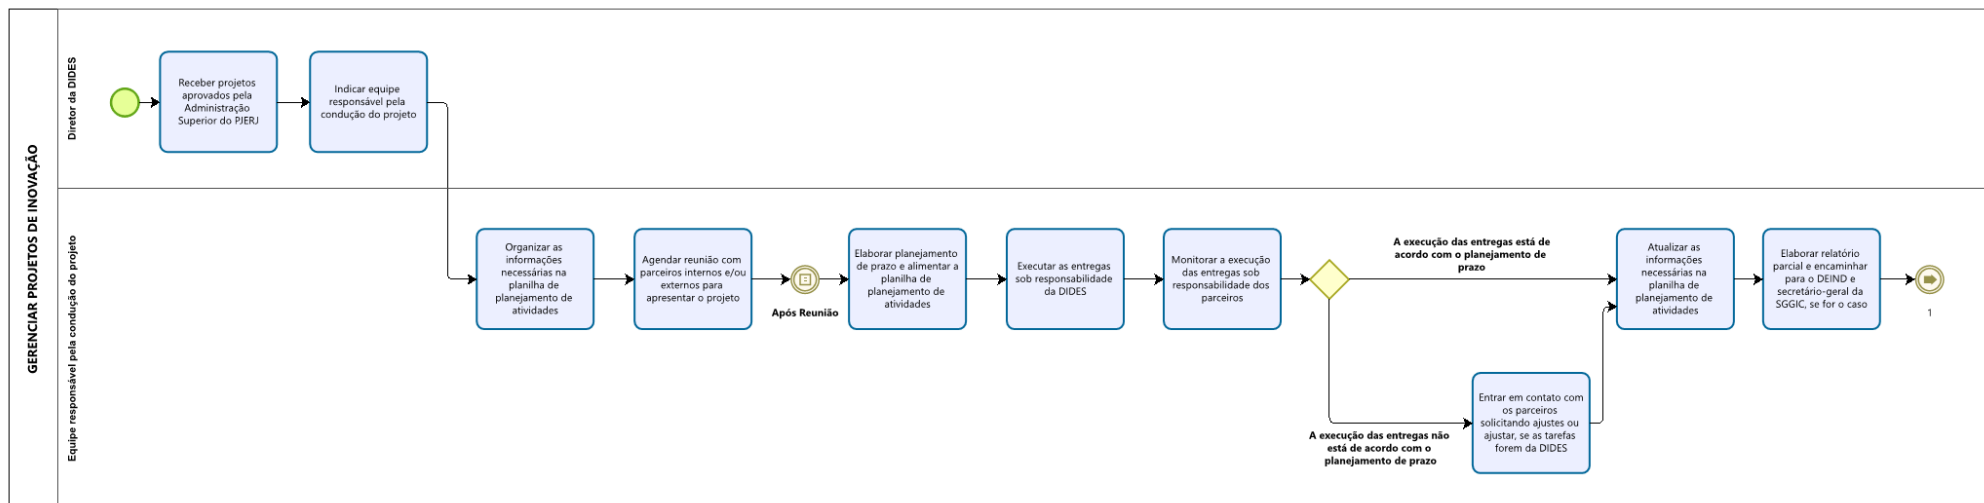 GERENCIAR PROJETOS DE INOVAÇÃO
Diretor da DIDES
Receber projetos
aprovados pela
Administração
Superior do PJERJ
Indicar equipe
responsável pela
condução do projeto
Equipe responsável pela condução do projeto
Organizar as
informações
necessárias na
planilha de
planejamento de
atividades
Agendar reunião com
parceiros internos e/ou
externos para
apresentar o projeto
Após Reunião
Elaborar planejamento
de prazo e alimentar a
planilha de
planejamento de
atividades
Executar as entregas
sob responsabilidade
da DIDES
Monitorar a execução
das entregas sob
responsabilidade dos
parceiros
A execução das entregas está de
acordo com o planejamento de
prazo
A execução das entregas não
está de acordo com o
planejamento de prazo
Entrar em contato com
os parceiros
solicitando ajustes ou
ajustar, se as tarefas
forem da DIDES
Atualizar as
informações
necessárias na
planilha de
planejamento de
atividades
Elaborar relatório
parcial e encaminhar
para o DEIND e
secretário-geral da
SGGIC, se for o caso
1